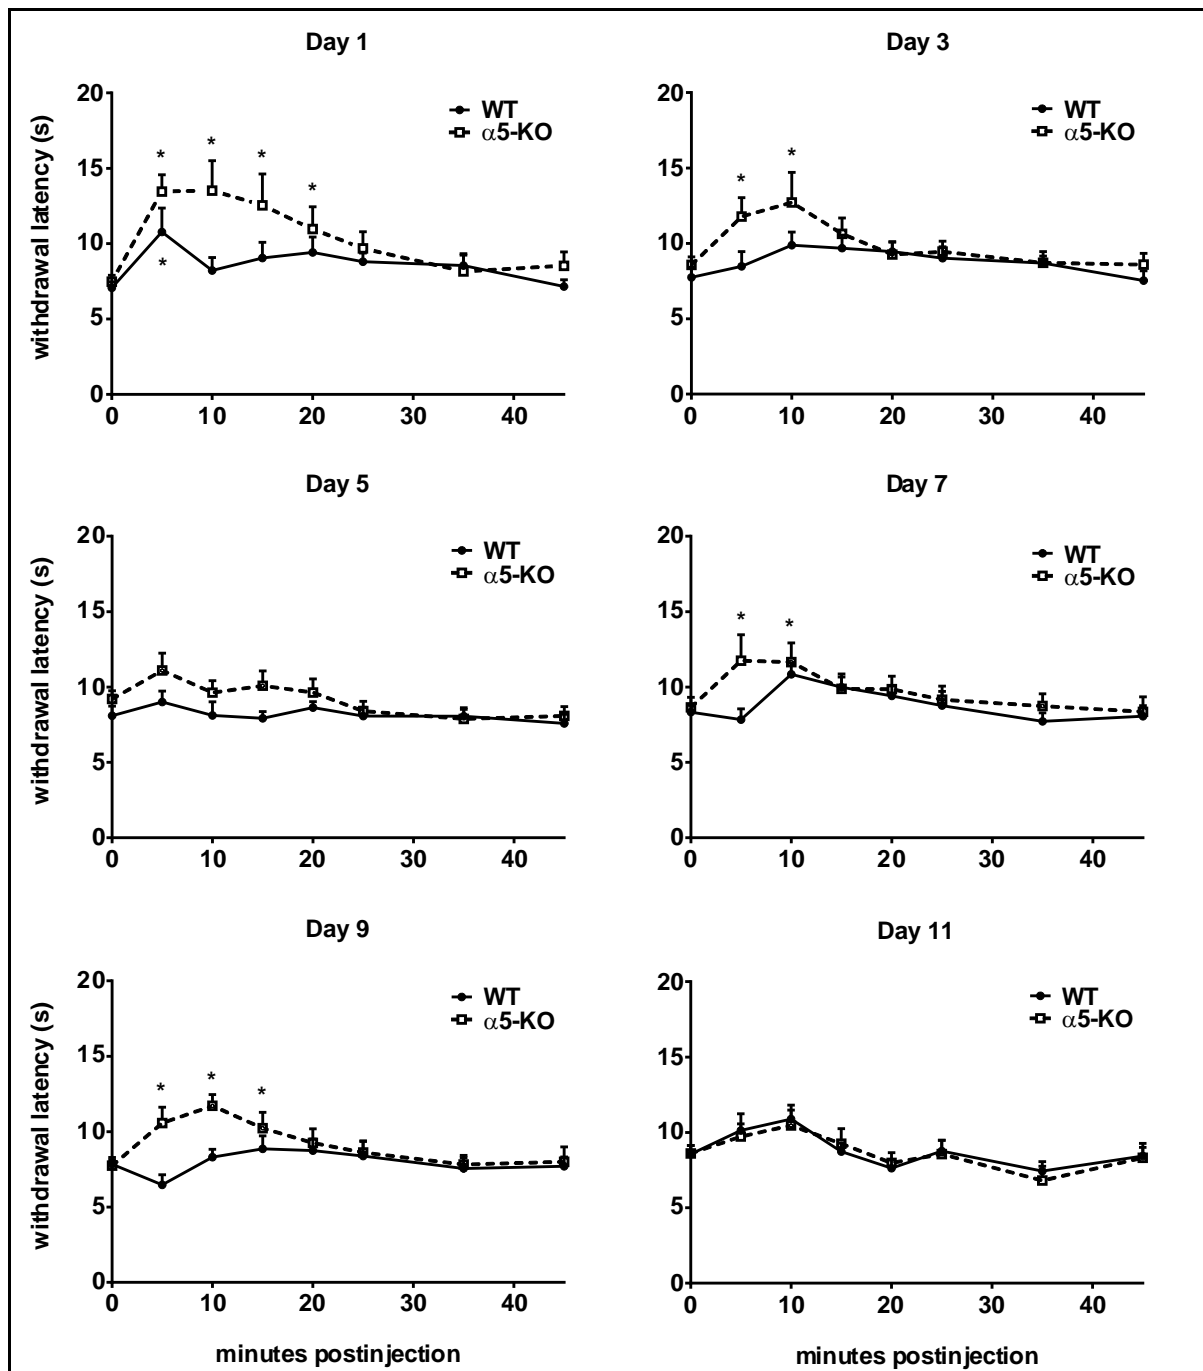 Day 1
withdrawal latency (s)
20
15
10
5
0
0 10 20 30 40
WT
α5-KO
* * * *
*
Day 3
20
15
10
5
0
0 10 20 30 40
WT
α5-KO
* *
Day 5
withdrawal latency (s)
20
15
10
5
0
0 10 20 30 40
WT
α5-KO
Day 7
20
15
10
5
0
0 10 20 30 40
WT
α5-KO
* *
Day 9
withdrawal latency (s)
20
15
10
5
0
0 10 20 30 40
minutes postinjection
WT
α5-KO
* * *
Day 11
20
15
10
5
0
0 10 20 30 40
minutes postinjection
WT
α5-KO